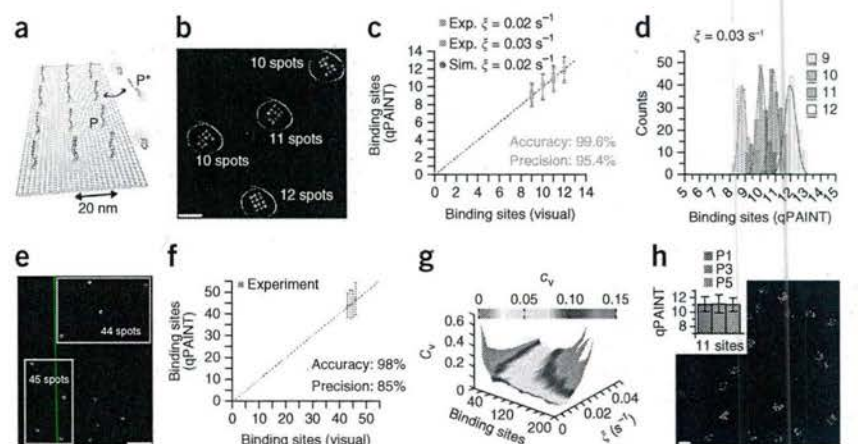 a
P*
P
20 nm
b
10 spots
11 spots
10 spots
12 spots
c
Exp. ξ = 0.02 s⁻¹
Exp. ξ = 0.03 s⁻¹
Sim. ξ = 0.02 s⁻¹
Binding sites
(qPAINT)
14
12
10
8
6
4
2
0
Accuracy: 99.6%
Precision: 95.4%
0 2 4 6 8 10 12 14
Binding sites (visual)
d
ξ = 0.03 s⁻¹
9
10
11
12
Counts
50
40
30
20
10
0
5 6 7 8 9 10 11 12 13 14 15
Binding sites (qPAINT)
e
44 spots
45 spots
f
Experiment
Binding sites
(qPAINT)
50
40
30
20
10
0
Accuracy: 98%
Precision: 85%
0 10 20 30 40 50
Binding sites (visual)
g
cᵥ
0 0.05 0.10 0.15
Cᵥ
0.6
0.4
0.2
0
40
120
200
Binding sites
0
0.02
0.04
ξ (s⁻¹)
h
P1
P3
P5
qPAINT
12
10
8
11 sites